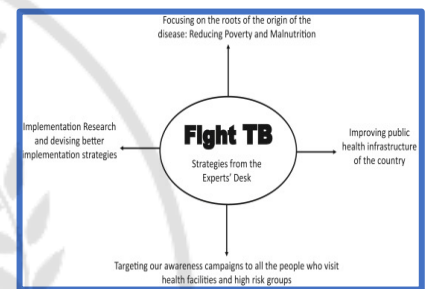 Focusing on the roots of the origin of the
disease: Reducing Poverty and Malnutrition
Implementation Research
and devising better
implementation strategies
Fight TB
Strategies from the
Experts' Desk
Improving public
health infrastructure
of the country
Targeting our awareness campaigns to all the people who visit
health facilities and high risk groups